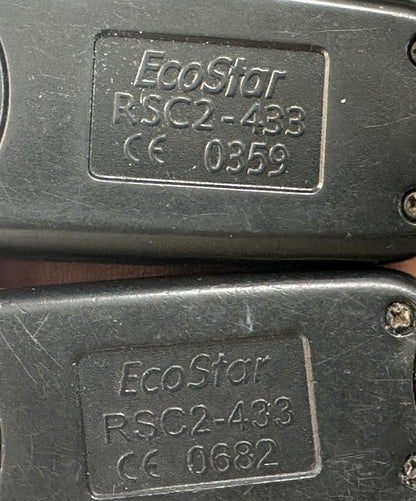 EcoStar
RSC2-433
CE 0359
EcoStar
RSC2-433
CE 0682